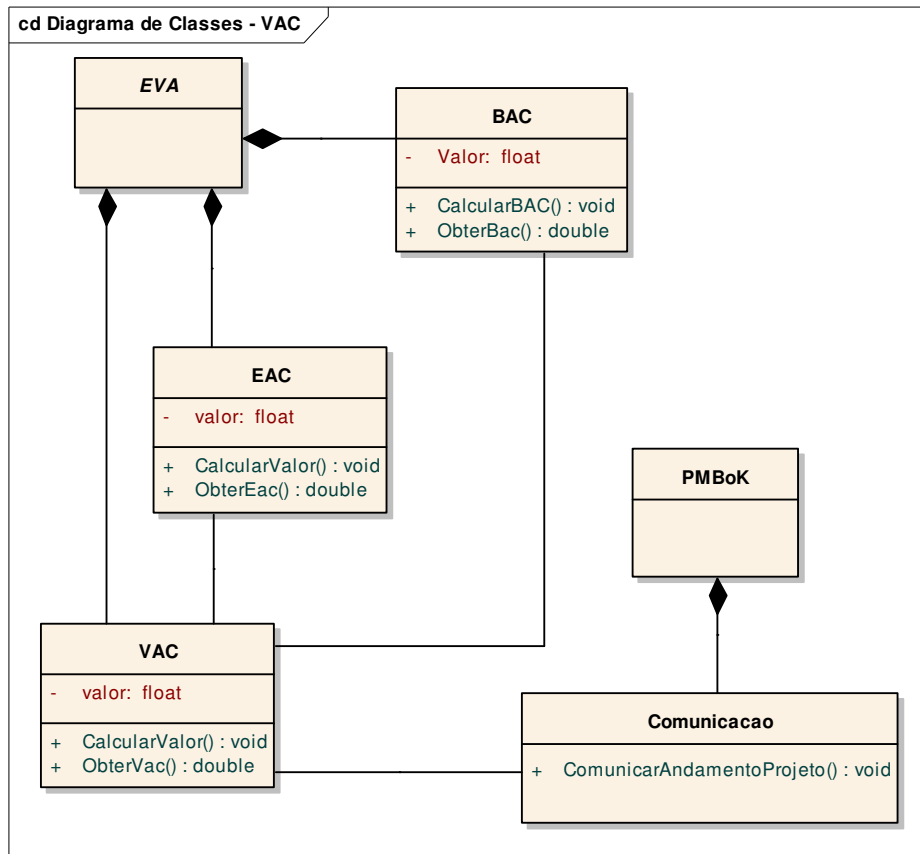 cd Diagrama de Classes - VAC
EVA
BAC
- Valor: float
+ CalcularBAC() : void
+ ObterBac() : double
EAC
- valor: float
+ CalcularValor() : void
+ ObterEac() : double
PMBoK
VAC
- valor: float
+ CalcularValor() : void
+ ObterVac() : double
Comunicacao
+ ComunicarAndamentoProjeto() : void